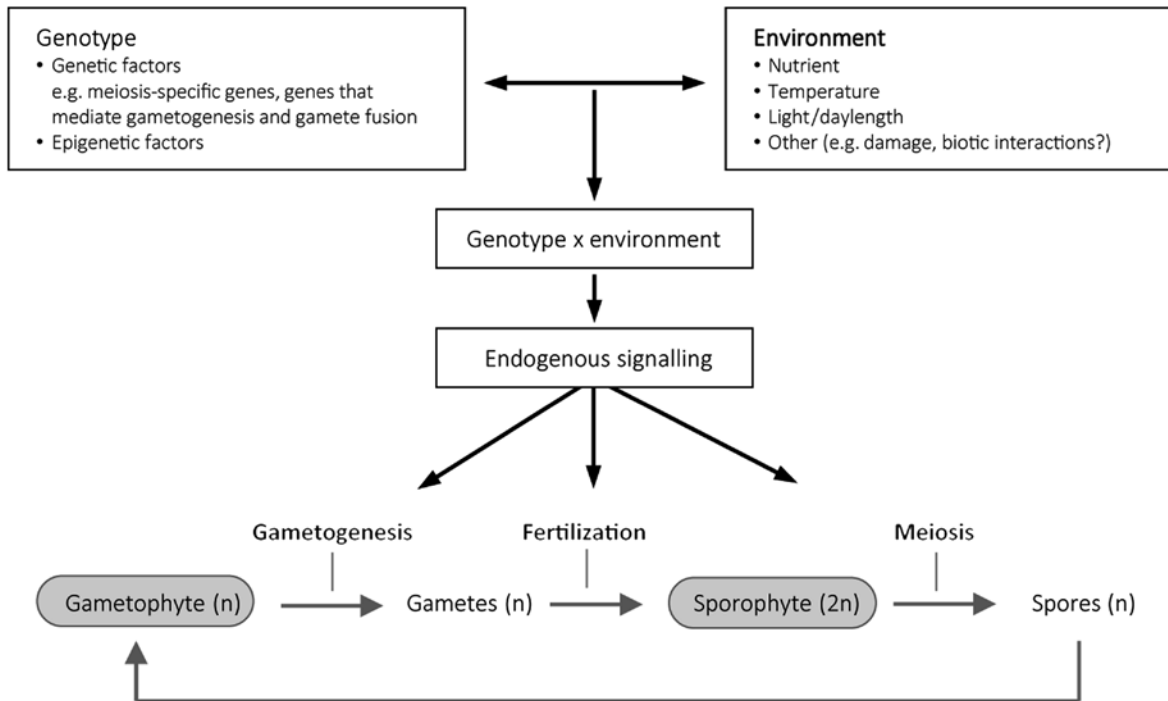 Genotype
• Genetic factors
e.g. meiosis-specific genes, genes that
mediate gametogenesis and gamete fusion
• Epigenetic factors
Environment
• Nutrient
• Temperature
• Light/daylength
• Other (e.g. damage, biotic interactions?)
Genotype x environment
Endogenous signalling
Gametogenesis
Fertilization
Meiosis
Gametophyte (n)
Gametes (n)
Sporophyte (2n)
Spores (n)